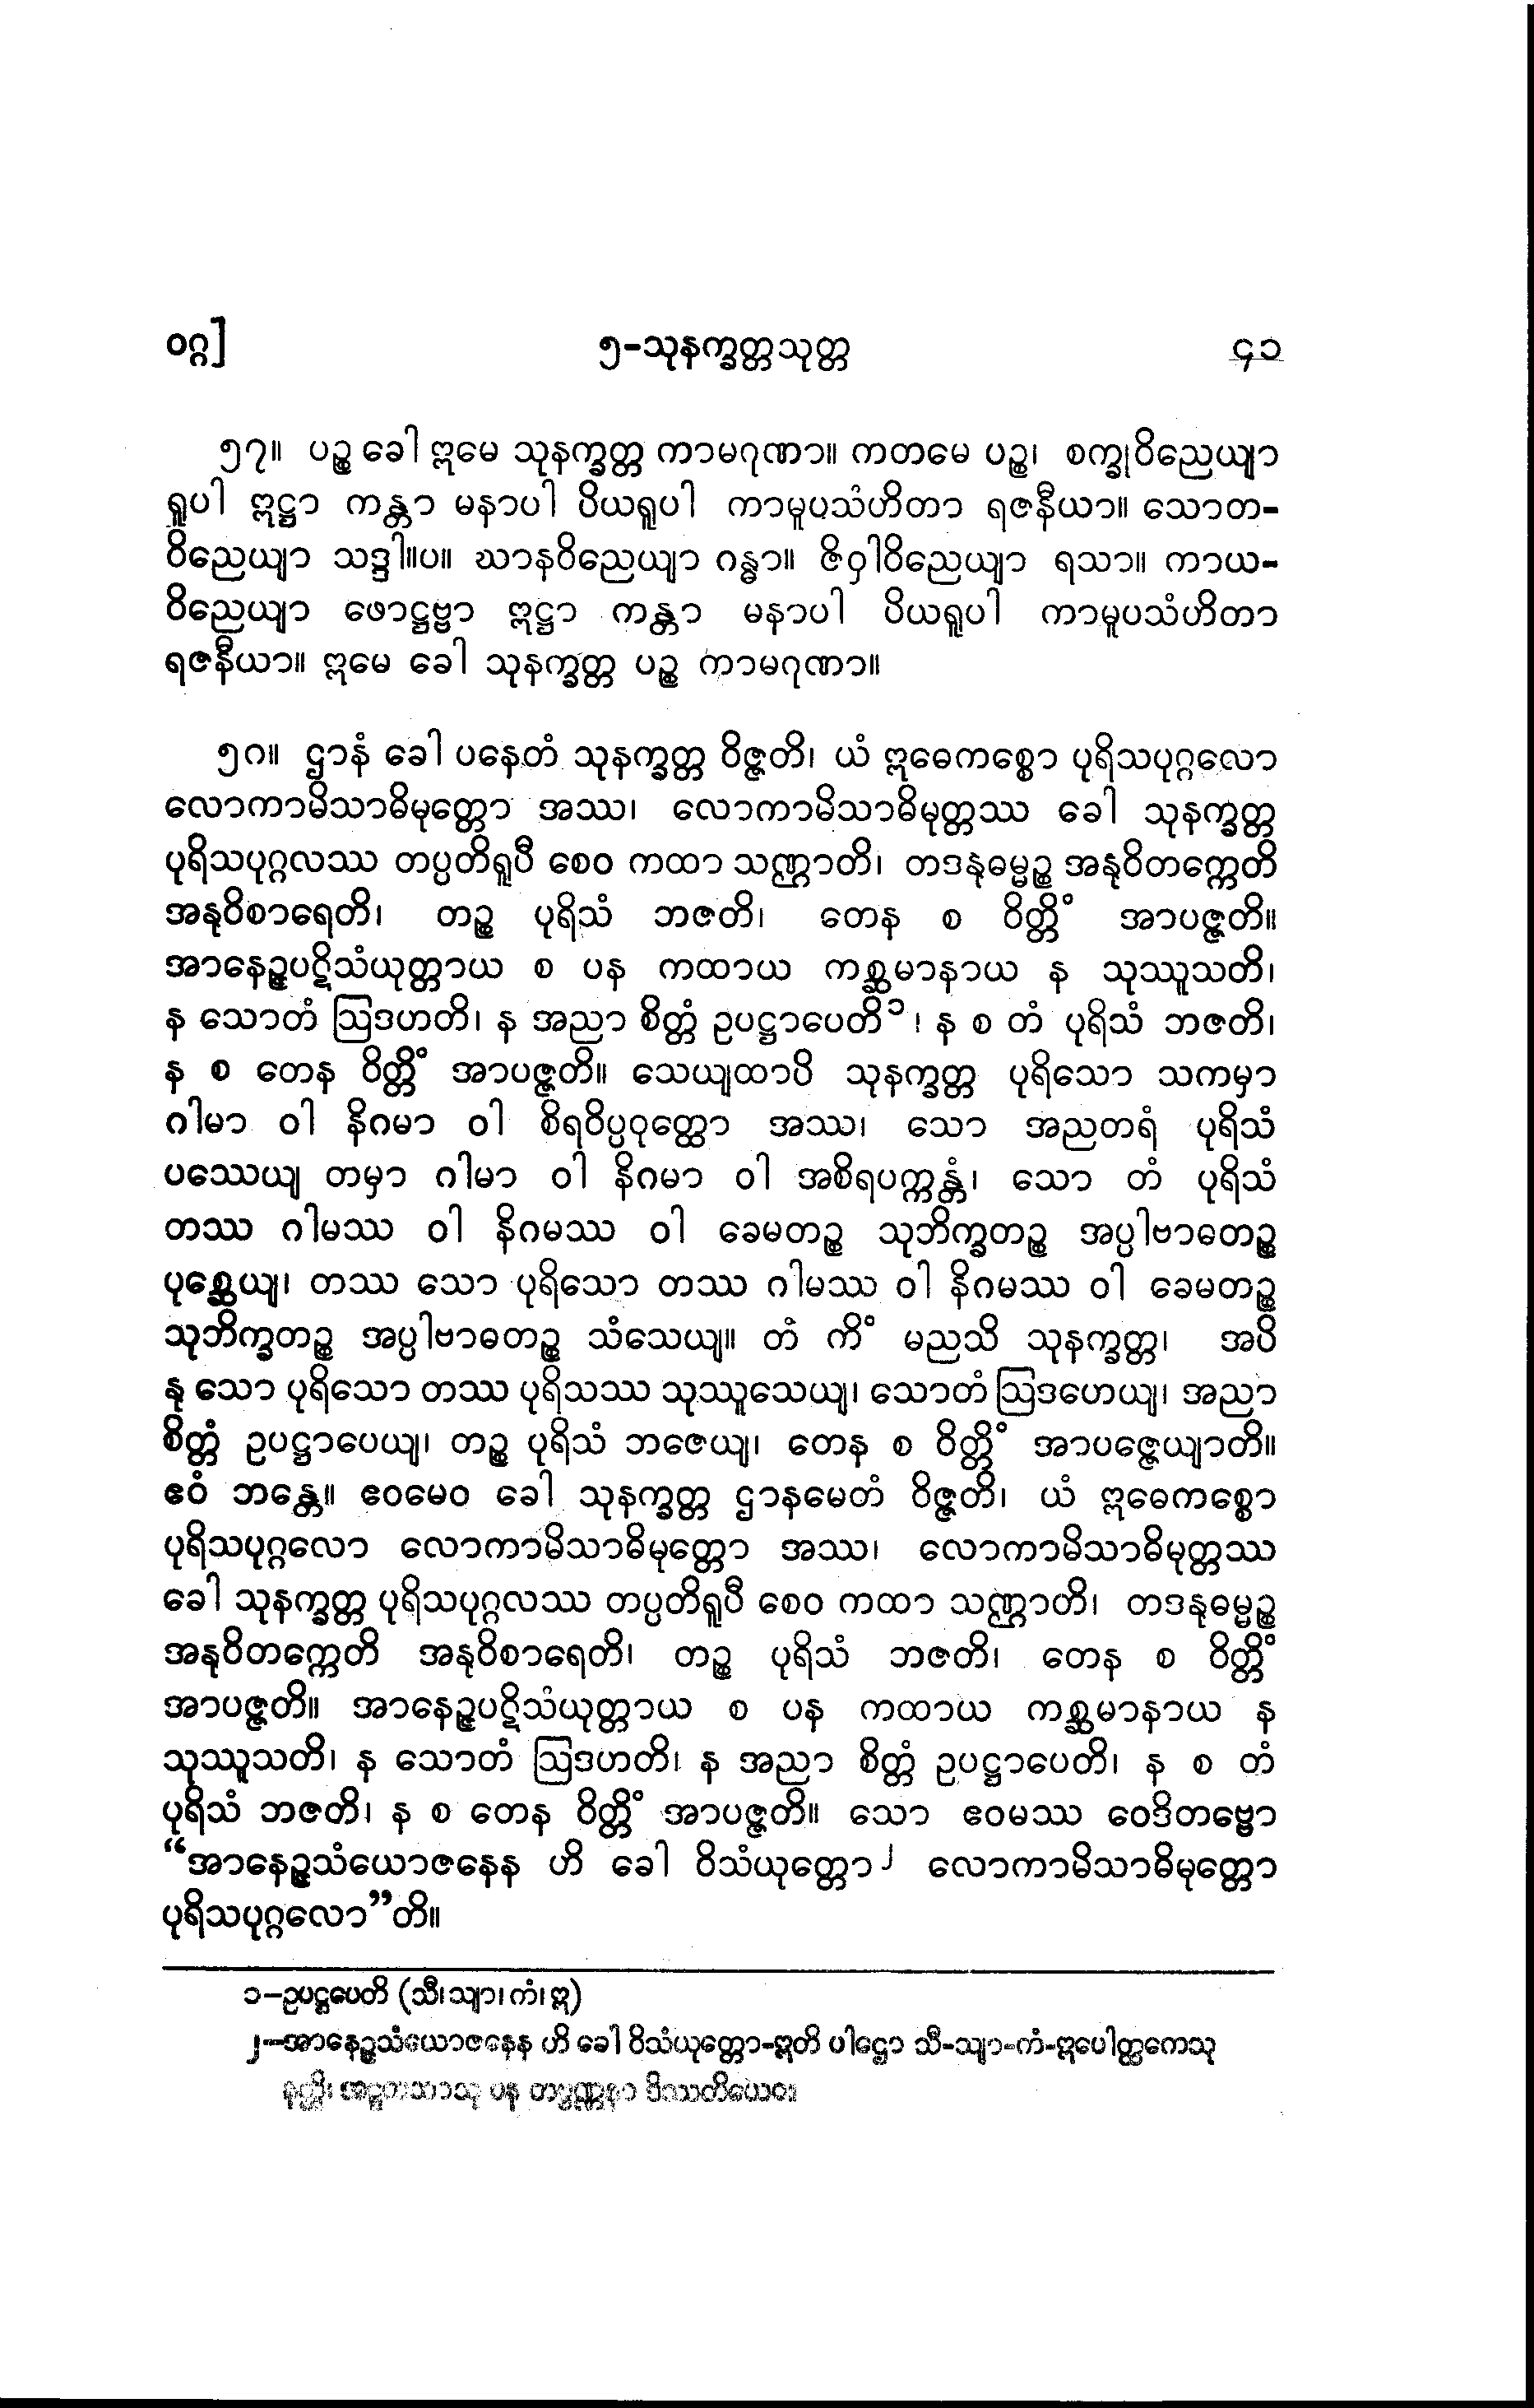 ဝဂ္ဂ] ၅-သုနက္ခတ္တသုတ္တ ၄၁
၅၇။ ပဉ္စ ခေါ ဣမေ သုနက္ခတ္တ ကာမဂုဏာ။ ကတမေ ပဉ္စ၊ စက္ခုဝိညေယျာ
ရူပါ ဣဋ္ဌာ ကန္တာ မနာပါ ပိယရူပါ ကာမူပသံဟိတာ ရဇနီယာ။ သောတ-
ဝိညေယျာ သဒ္ဒါ။ပ။ ဃာနဝိညေယျာ ဂန္ဓာ။ ဇိဝှါဝိညေယျာ ရသာ။ ကာယ-
ဝိညေယျာ ဖောဋ္ဌဗ္ဗာ ဣဋ္ဌာ ကန္တာ မနာပါ ပိယရူပါ ကာမူပသံဟိတာ
ရဇနီယာ။ ဣမေ ခေါ သုနက္ခတ္တ ပဉ္စ ကာမဂုဏာ။
၅၈။ ဌာနံ ခေါ ပနေတံ သုနက္ခတ္တ ဝိဇ္ဇတိ၊ ယံ ဣဓေကစ္စော ပုရိသပုဂ္ဂလော
လောကာမိသာဓိမုတ္တော အဿ၊ လောကာမိသာဓိမုတ္တဿ ခေါ သုနက္ခတ္တ
ပုရိသပုဂ္ဂလဿ တပ္ပတိရူပီ စေဝ ကထာ သဏ္ဌာတိ၊ တဒနုဓမ္မဉ္စ အနုဝိတက္ကေတိ
အနုဝိစာရေတိ၊ တဉ္စ ပုရိသံ ဘဇတိ၊ တေန စ ဝိတ္တိံ အာပဇ္ဇတိ။
အာနေဉ္ဇပဋိသံယုတ္တာယ စ ပန ကထာယ ကစ္ဆမာနာယ န သုဿူသတိ၊
န သောတံ ဩဒဟတိ၊ န အညာ စိတ္တံ ဥပဋ္ဌာပေတိ၁၊ န စ တံ ပုရိသံ ဘဇတိ၊
န စ တေန ဝိတ္တိံ အာပဇ္ဇတိ။ သေယျထာပိ သုနက္ခတ္တ ပုရိသော သကမှာ
ဂါမာ ဝါ နိဂမာ ဝါ စိရဝိပ္ပဝုတ္ထော အဿ၊ သော အညတရံ ပုရိသံ
ပဿေယျ တမှာ ဂါမာ ဝါ နိဂမာ ဝါ အစိရပက္ကန္တံ၊ သော တံ ပုရိသံ
တဿ ဂါမဿ ဝါ နိဂမဿ ဝါ ခေမတဉ္စ သုဘိက္ခတဉ္စ အပ္ပါဗာဓတဉ္စ
ပုစ္ဆေယျ၊ တဿ သော ပုရိသော တဿ ဂါမဿ ဝါ နိဂမဿ ဝါ ခေမတဉ္စ
သုဘိက္ခတဉ္စ အပ္ပါဗာဓတဉ္စ သံသေယျ။ တံ ကိံ မညသိ သုနက္ခတ္တ၊ အပိ
နု သော ပုရိသော တဿ ပုရိသဿ သုဿူသေယျ၊ သောတံ ဩဒဟေယျ၊ အညာ
စိတ္တံ ဥပဋ္ဌာပေယျ၊ တဉ္စ ပုရိသံ ဘဇေယျ၊ တေန စ ဝိတ္တိံ အာပဇ္ဇေယျာတိ။
ဧဝံ ဘန္တေ။ ဧဝမေဝ ခေါ သုနက္ခတ္တ ဌာနမေတံ ဝိဇ္ဇတိ၊ ယံ ဣဓေကစ္စော
ပုရိသပုဂ္ဂလော လောကာမိသာဓိမုတ္တော အဿ၊ လောကာမိသာဓိမုတ္တဿ
ခေါ သုနက္ခတ္တ ပုရိသပုဂ္ဂလဿ တပ္ပတိရူပီ စေဝ ကထာ သဏ္ဌာတိ၊ တဒနုဓမ္မဉ္စ
အနုဝိတက္ကေတိ အနုဝိစာရေတိ၊ တဉ္စ ပုရိသံ ဘဇတိ၊ တေန စ ဝိတ္တိံ
အာပဇ္ဇတိ။ အာနေဉ္ဇပဋိသံယုတ္တာယ စ ပန ကထာယ ကစ္ဆမာနာယ န
သုဿူသတိ၊ န သောတံ ဩဒဟတိ၊ န အညာ စိတ္တံ ဥပဋ္ဌာပေတိ၊ န စ တံ
ပုရိသံ ဘဇတိ၊ န စ တေန ဝိတ္တိံ အာပဇ္ဇတိ။ သော ဧဝမဿ ဝေဒိတဗ္ဗော
“အာနေဉ္ဇသံယောဇနေန ဟိ ခေါ ဝိသံယုတ္တော၂ လောကာမိသာဓိမုတ္တော
ပုရိသပုဂ္ဂလော”တိ။
၁-ဥပဋ္ဌပေတိ (သီ၊သျာ၊ကံ၊ဣ)
၂-အာနေဉ္ဇသံယောဇနေန ဟိ ခေါ ဝိသံယုတ္တော-ဣတိ ပါဌော သီ-သျာ-ကံ-ဣပေါတ္ထကေသု
နတ္ထိ၊ အဋ္ဌကထာသု ပန တဗ္ဗဏ္ဏနာ ဒိဿတိယေဝ။